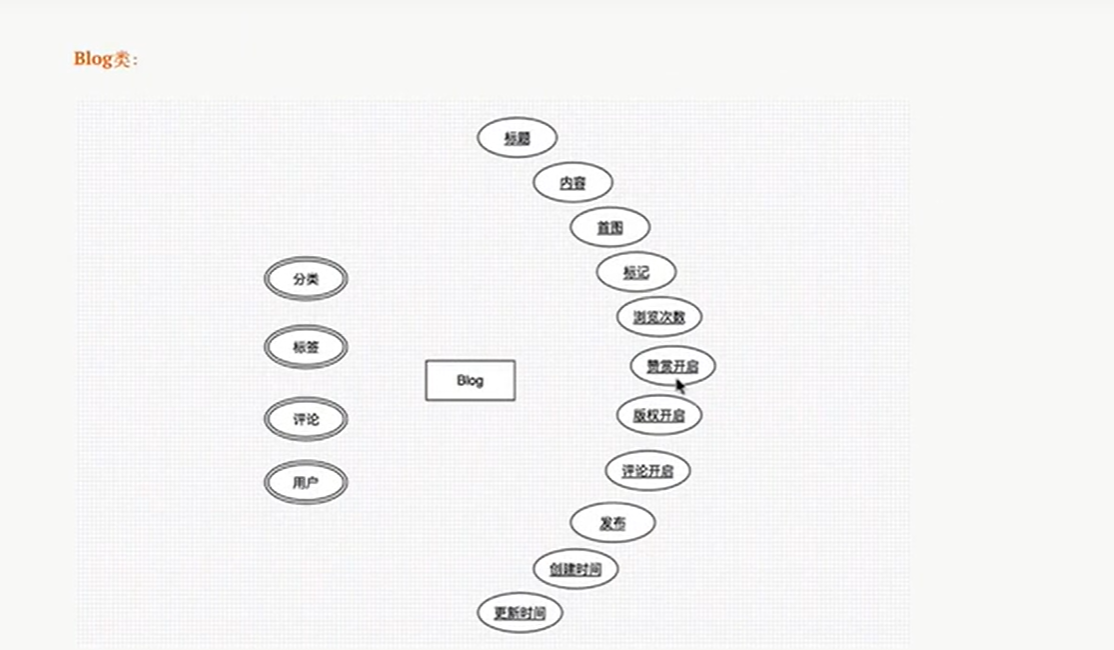 Blog类:
标题
内容
首图
标记
浏览次数
赞赏开启
版权开启
评论开启
发布
创建时间
更新时间
分类
标签
评论
用户
Blog